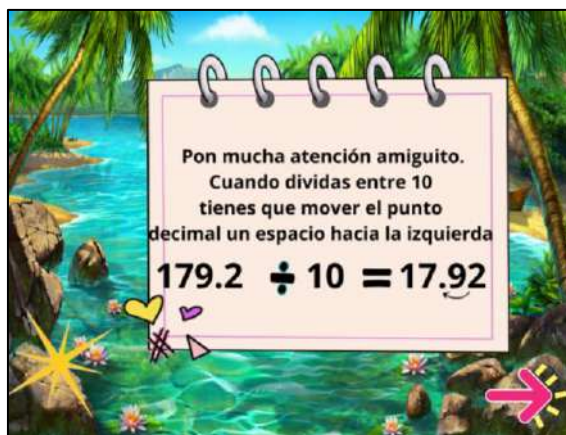 Pon mucha atención amiguito.
Cuando dividas entre 10
tienes que mover el punto
decimal un espacio hacia la izquierda
179.2 ÷ 10 = 17.92